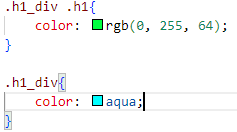 .h1_div .h1{
    color: rgb(0, 255, 64);
}

.h1_div{
    color: aqua;
}